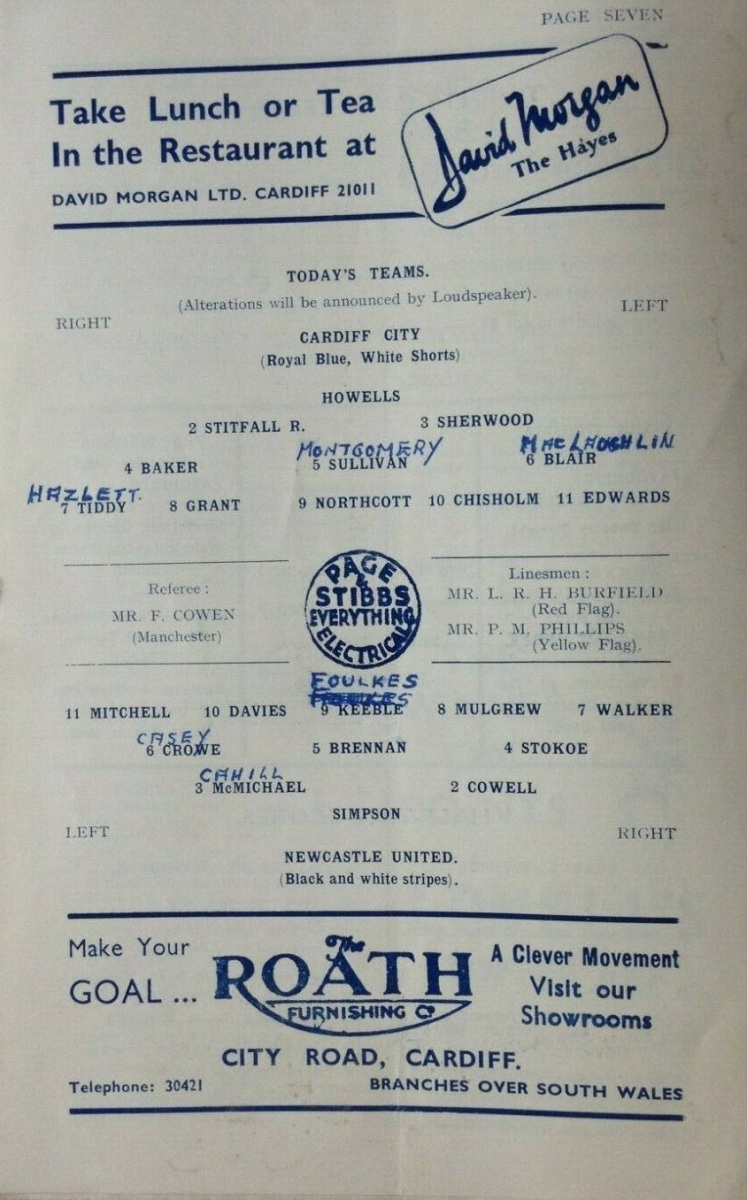 PAGE SEVEN
Take Lunch or Tea
In the Restaurant at
DAVID MORGAN LTD. CARDIFF 21011
David Morgan
The Hayes
TODAY'S TEAMS.
(Alterations will be announced by Loudspeaker).
RIGHT LEFT
CARDIFF CITY
(Royal Blue, White Shorts)
HOWELLS
2 STITFALL R. 3 SHERWOOD
MONTGOMERY MACLAUGHLIN
4 BAKER 5 SULLIVAN 6 BLAIR
HAZLETT.
7 TIDDY 8 GRANT 9 NORTHCOTT 10 CHISHOLM 11 EDWARDS
Referee :
MR. F. COWEN
(Manchester)
PAGE
&
STIBBS
EVERYTHING
ELECTRICAL
Linesmen :
MR. L. R. H. BURFIELD
(Red Flag).
MR. P. M. PHILLIPS
(Yellow Flag).
FOULKES
11 MITCHELL 10 DAVIES 9 KEEBLE 8 MULGREW 7 WALKER
CASEY
6 CROWE 5 BRENNAN 4 STOKOE
CAHILL
3 McMICHAEL 2 COWELL
SIMPSON
LEFT RIGHT
NEWCASTLE UNITED.
(Black and white stripes).
Make Your
GOAL ...
The
ROATH
FURNISHING Co
A Clever Movement
Visit our
Showrooms
CITY ROAD, CARDIFF.
Telephone: 30421 BRANCHES OVER SOUTH WALES